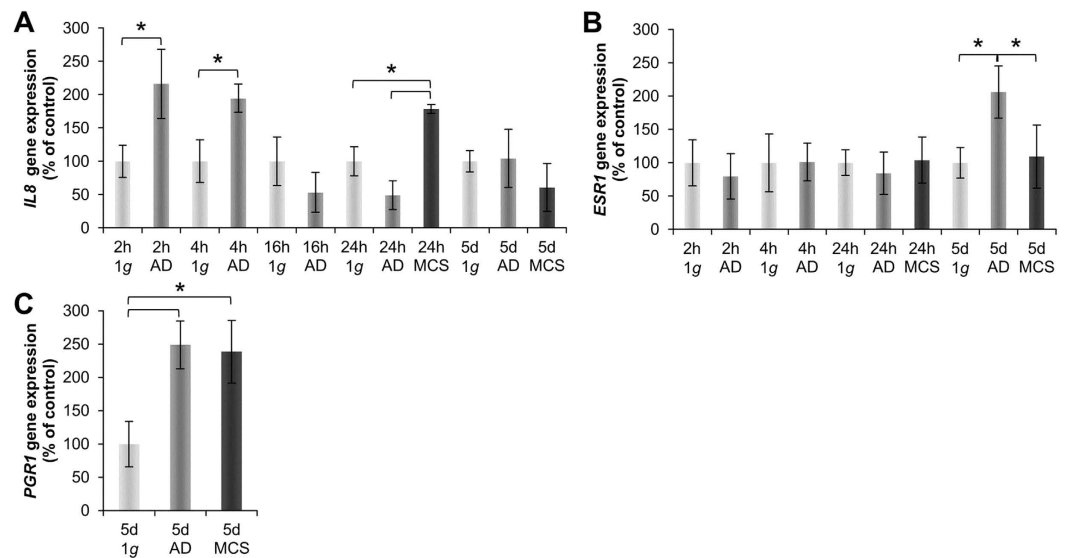 A
IL8 gene expression
(% of control)
300
250
200
150
100
50
0
* * *
2h 2h 4h 4h 16h 16h 24h 24h 24h 5d 5d 5d
1g AD 1g AD 1g AD 1g AD MCS 1g AD MCS
B
ESR1 gene expression
(% of control)
300
250
200
150
100
50
0
* *
2h 2h 4h 4h 24h 24h 24h 5d 5d 5d
1g AD 1g AD 1g AD MCS 1g AD MCS
C
PGR1 gene expression
(% of control)
300
250
200
150
100
50
0
*
5d 5d 5d
1g AD MCS